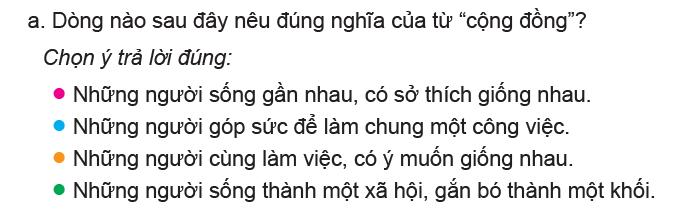 a. Dòng nào sau đây nêu đúng nghĩa của từ “cộng đồng”?
Chọn ý trả lời đúng:
● Những người sống gần nhau, có sở thích giống nhau.
● Những người góp sức để làm chung một công việc.
● Những người cùng làm việc, có ý muốn giống nhau.
● Những người sống thành một xã hội, gắn bó thành một khối.